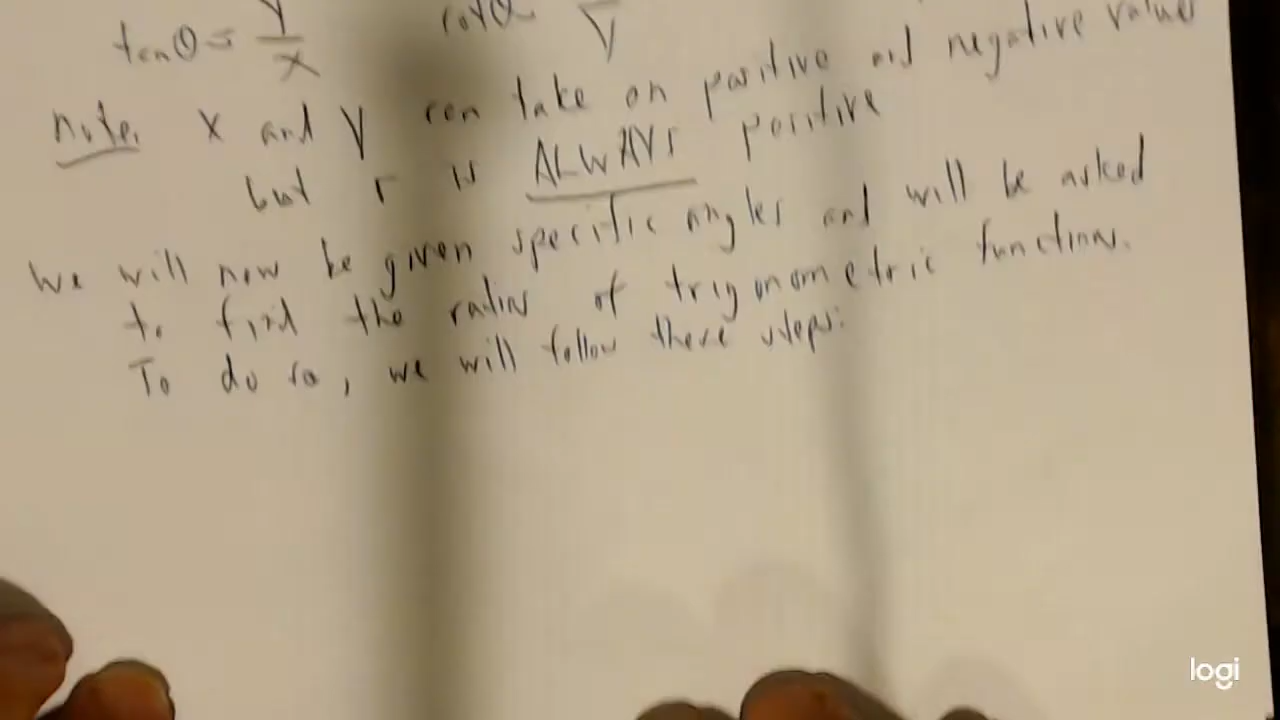 tanθ = y/x cotθ = /y
note: x and y can take on positive and negative values
but r is ALWAYS positive
We will now be given specific angles and will be asked
to find the ratios of trigonometric functions.
To do so, we will follow these steps:
logi